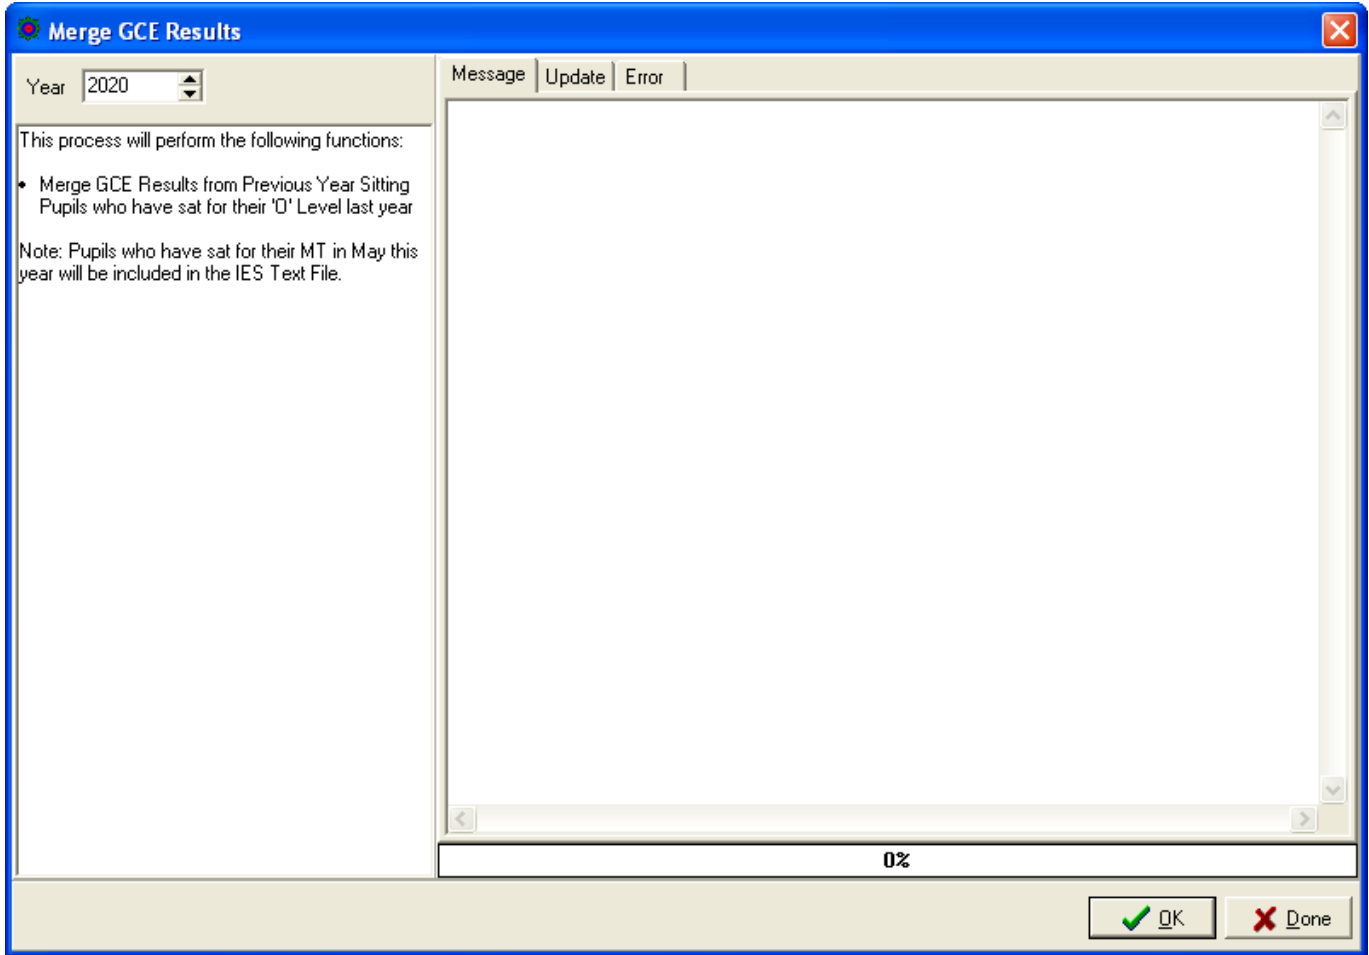 Merge GCE Results
Year 2020
This process will perform the following functions:
• Merge GCE Results from Previous Year Sitting
Pupils who have sat for their 'O' Level last year
Note: Pupils who have sat for their MT in May this
year will be included in the IES Text File.
Message Update Error
0%
OK Done